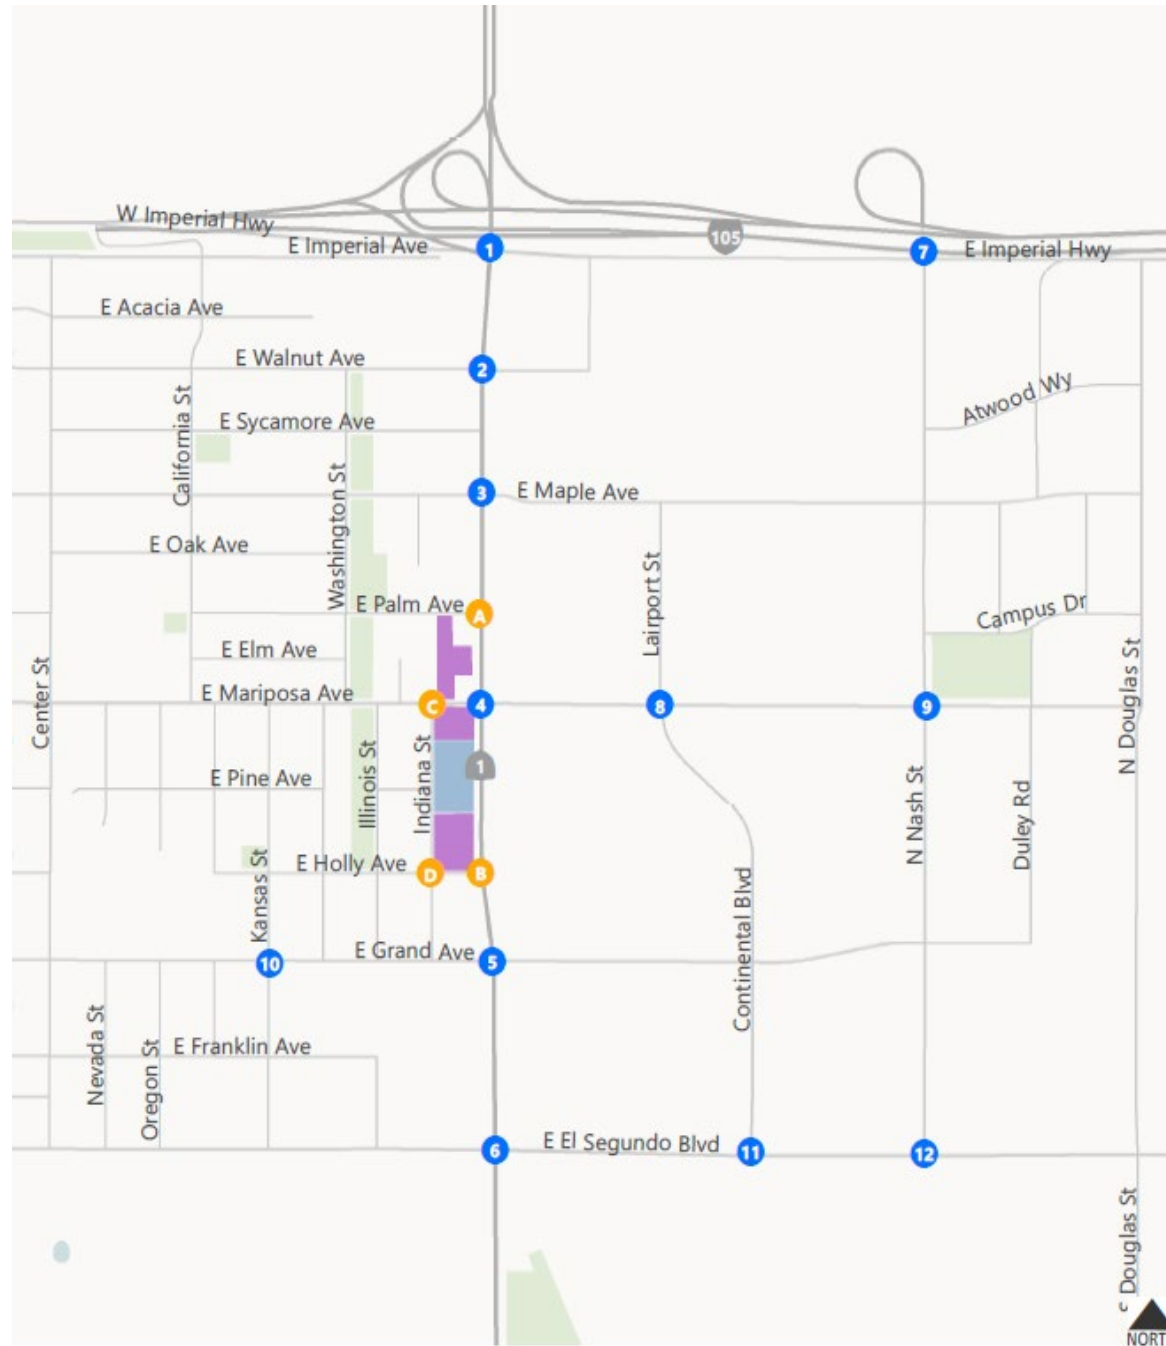 W Imperial Hwy
E Imperial Ave
1
105
7
E Imperial Hwy
E Acacia Ave
E Walnut Ave
2
California St
E Sycamore Ave
Atwood Wy
Washington St
3
E Maple Ave
E Oak Ave
Lairport St
E Palm Ave
A
Campus Dr
E Elm Ave
Center St
E Mariposa Ave
C
4
8
9
N Douglas St
Illinois St
Indiana St
1
E Pine Ave
N Nash St
Duley Rd
E Holly Ave
D
B
Kansas St
Continental Blvd
10
E Grand Ave
5
Nevada St
Oregon St
E Franklin Ave
6
E El Segundo Blvd
11
12
Douglas St
NORT